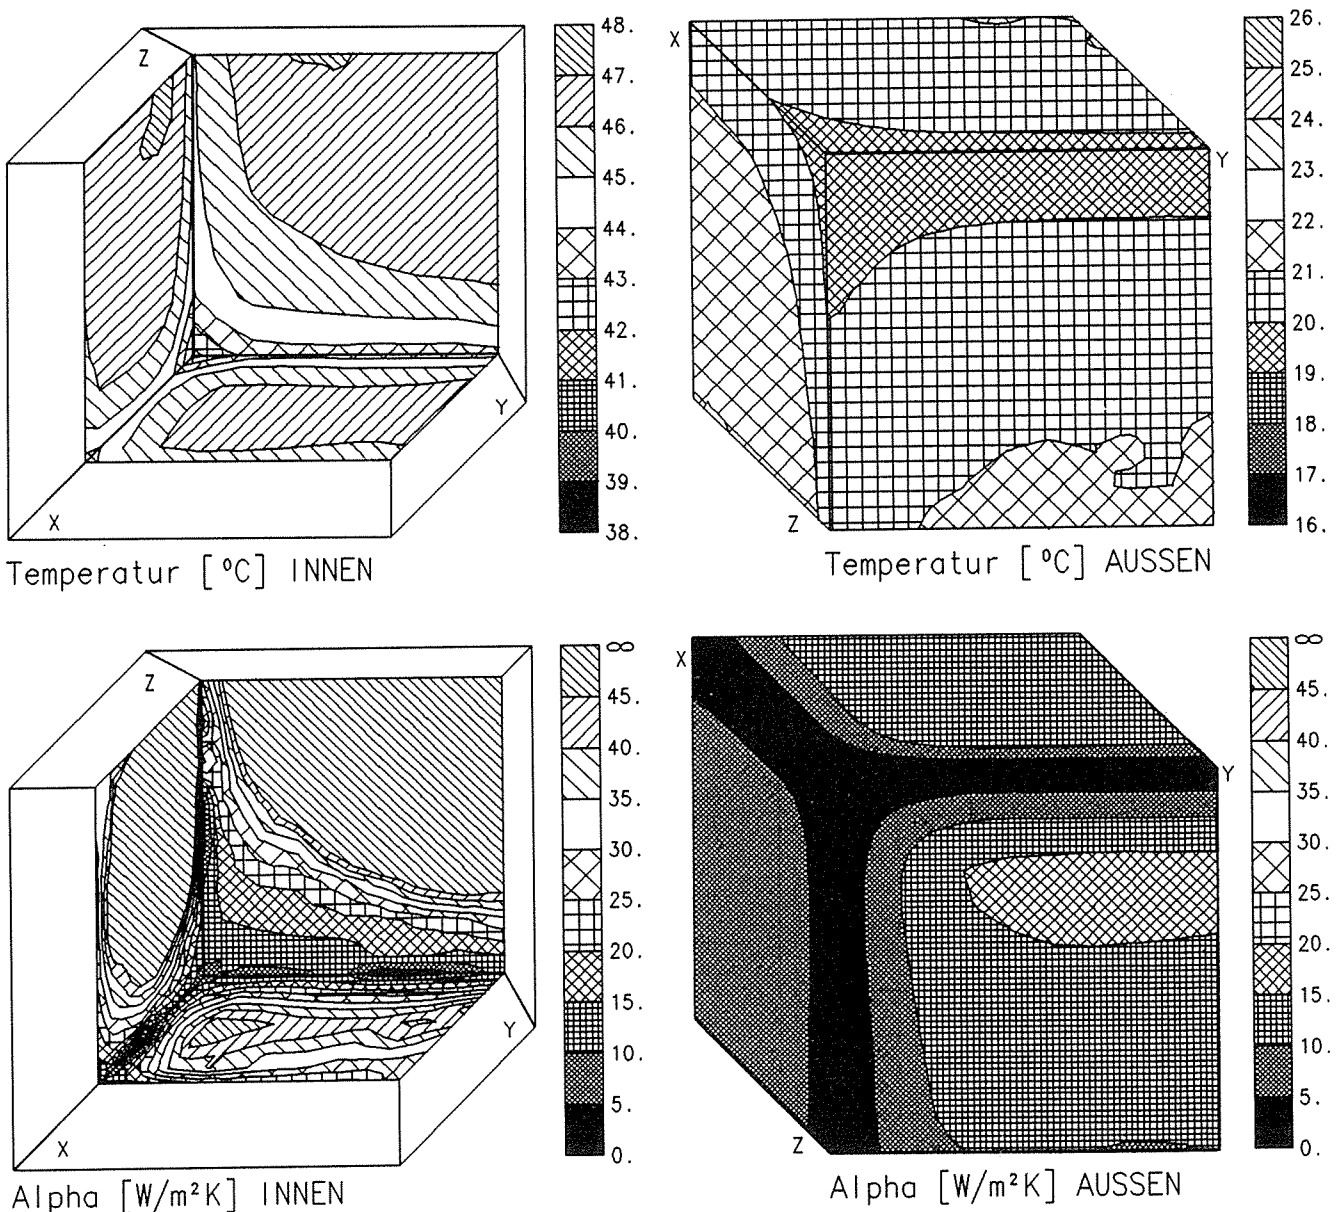 Z
Y
X
48.
47.
46.
45.
44.
43.
42.
41.
40.
39.
38.
Temperatur [°C] INNEN
X
Y
Z
26.
25.
24.
23.
22.
21.
20.
19.
18.
17.
16.
Temperatur [°C] AUSSEN
Z
Y
X
∞
45.
40.
35.
30.
25.
20.
15.
10.
5.
0.
Alpha [W/m²K] INNEN
X
Y
Z
∞
45.
40.
35.
30.
25.
20.
15.
10.
5.
0.
Alpha [W/m²K] AUSSEN